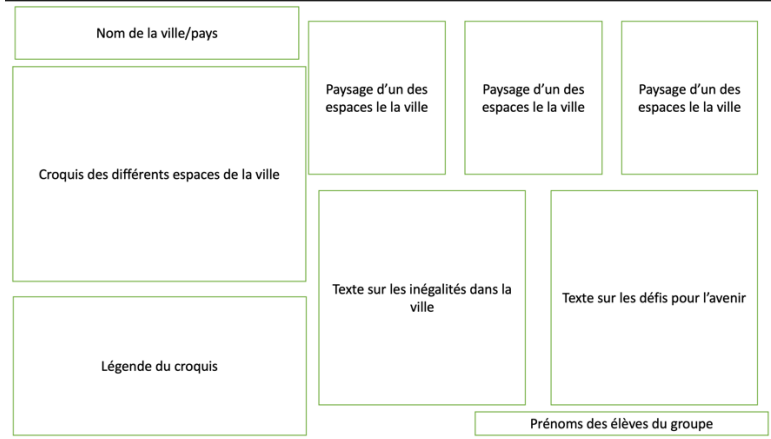 Nom de la ville/pays
Croquis des différents espaces de la ville
Légende du croquis
Paysage d'un des
espaces le la ville
Paysage d'un des
espaces le la ville
Paysage d'un des
espaces le la ville
Texte sur les inégalités dans la
ville
Texte sur les défis pour l'avenir
Prénoms des élèves du groupe